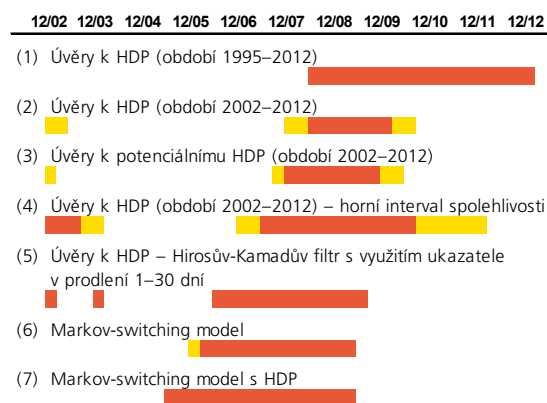 12/02 12/03 12/04 12/05 12/06 12/07 12/08 12/09 12/10 12/11 12/12
(1) Úvěry k HDP (období 1995–2012)
(2) Úvěry k HDP (období 2002–2012)
(3) Úvěry k potenciálnímu HDP (období 2002–2012)
(4) Úvěry k HDP (období 2002–2012) – horní interval spolehlivosti
(5) Úvěry k HDP – Hirosův-Kamadův filtr s využitím ukazatele
v prodlení 1–30 dní
(6) Markov-switching model
(7) Markov-switching model s HDP